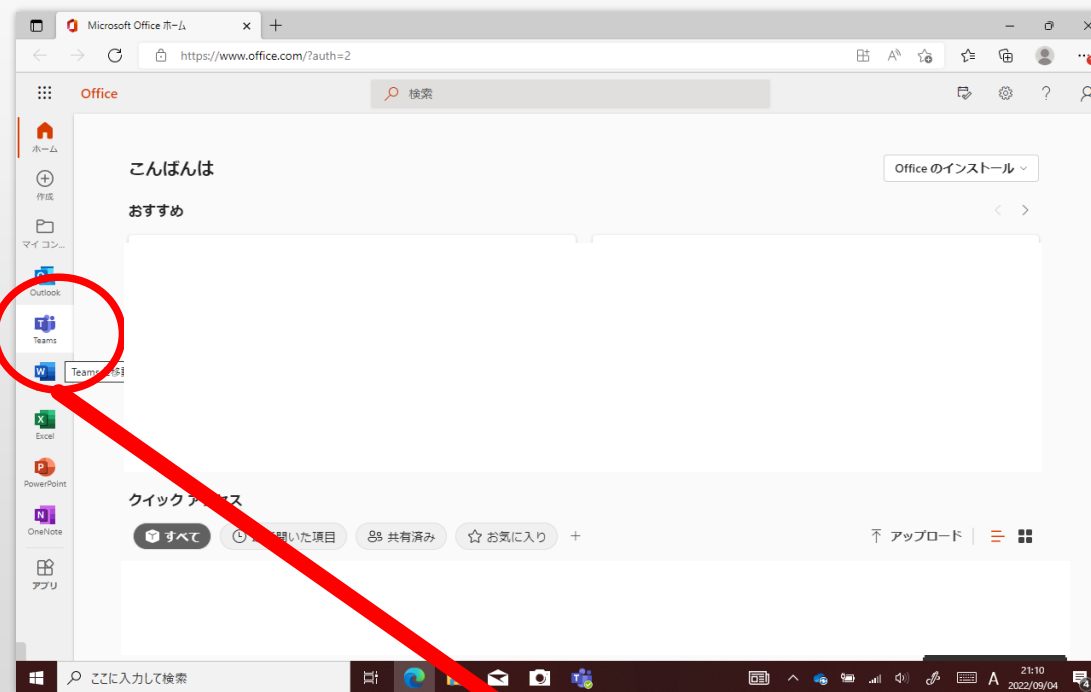 Microsoft Office ホーム
https://www.office.com/?auth=2
Office
検索
ホーム
こんばんは
Office のインストール
作成
おすすめ
マイ コン...
Outlook
Teams
Teams
Excel
PowerPoint
クイック アクセス
OneNote
すべて
開いた項目
共有済み
お気に入り
アップロード
アプリ
ここに入力して検索
A
21:10
2022/09/04